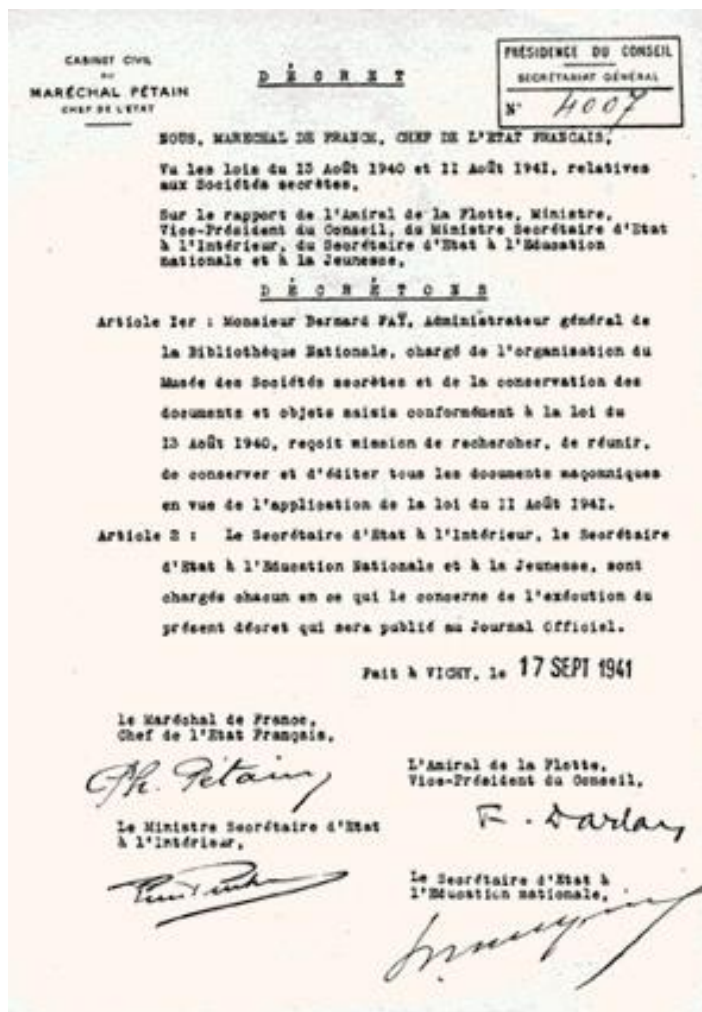 CABINET CIVIL
DU
MARÉCHAL PÉTAIN
CHEF DE L'ETAT
DÉCRET
PRÉSIDENCE DU CONSEIL
SECRÉTARIAT GÉNÉRAL
N° 4007
NOUS, MARECHAL DE FRANCE, CHEF DE L'ETAT FRANCAIS,
Vu les lois du 13 Août 1940 et 11 Août 1941, relatives
aux Sociétés secrètes,
Sur le rapport de l'Amiral de la Flotte, Ministre,
Vice-Président du Conseil, du Ministre Secrétaire d'Etat
à l'Intérieur, du Secrétaire d'Etat à l'Education
nationale et à la Jeunesse,
DÉCRÉTONS
Article Ier : Monsieur Bernard FAŸ, Administrateur général de
la Bibliothèque Nationale, chargé de l'organisation du
Musée des Sociétés secrètes et de la conservation des
documents et objets saisis conformément à la loi du
13 Août 1940, reçoit mission de rechercher, de réunir,
de conserver et d'éditer tous les documents maçonniques
en vue de l'application de la loi du 11 Août 1941.
Article 2 : Le Secrétaire d'Etat à l'Intérieur, le Secrétaire
d'Etat à l'Education Nationale et à la Jeunesse, sont
chargés chacun en ce qui le concerne de l'exécution du
présent décret qui sera publié au Journal Officiel.
Fait à VICHY, le 17 SEPT 1941
Le Maréchal de France,
Chef de l'Etat Français,
Ph. Pétain
L'Amiral de la Flotte,
Vice-Président du Conseil,
F. Darlan
Le Ministre Secrétaire d'Etat
à l'Intérieur,
Le Secrétaire d'Etat à
l'Education nationale,